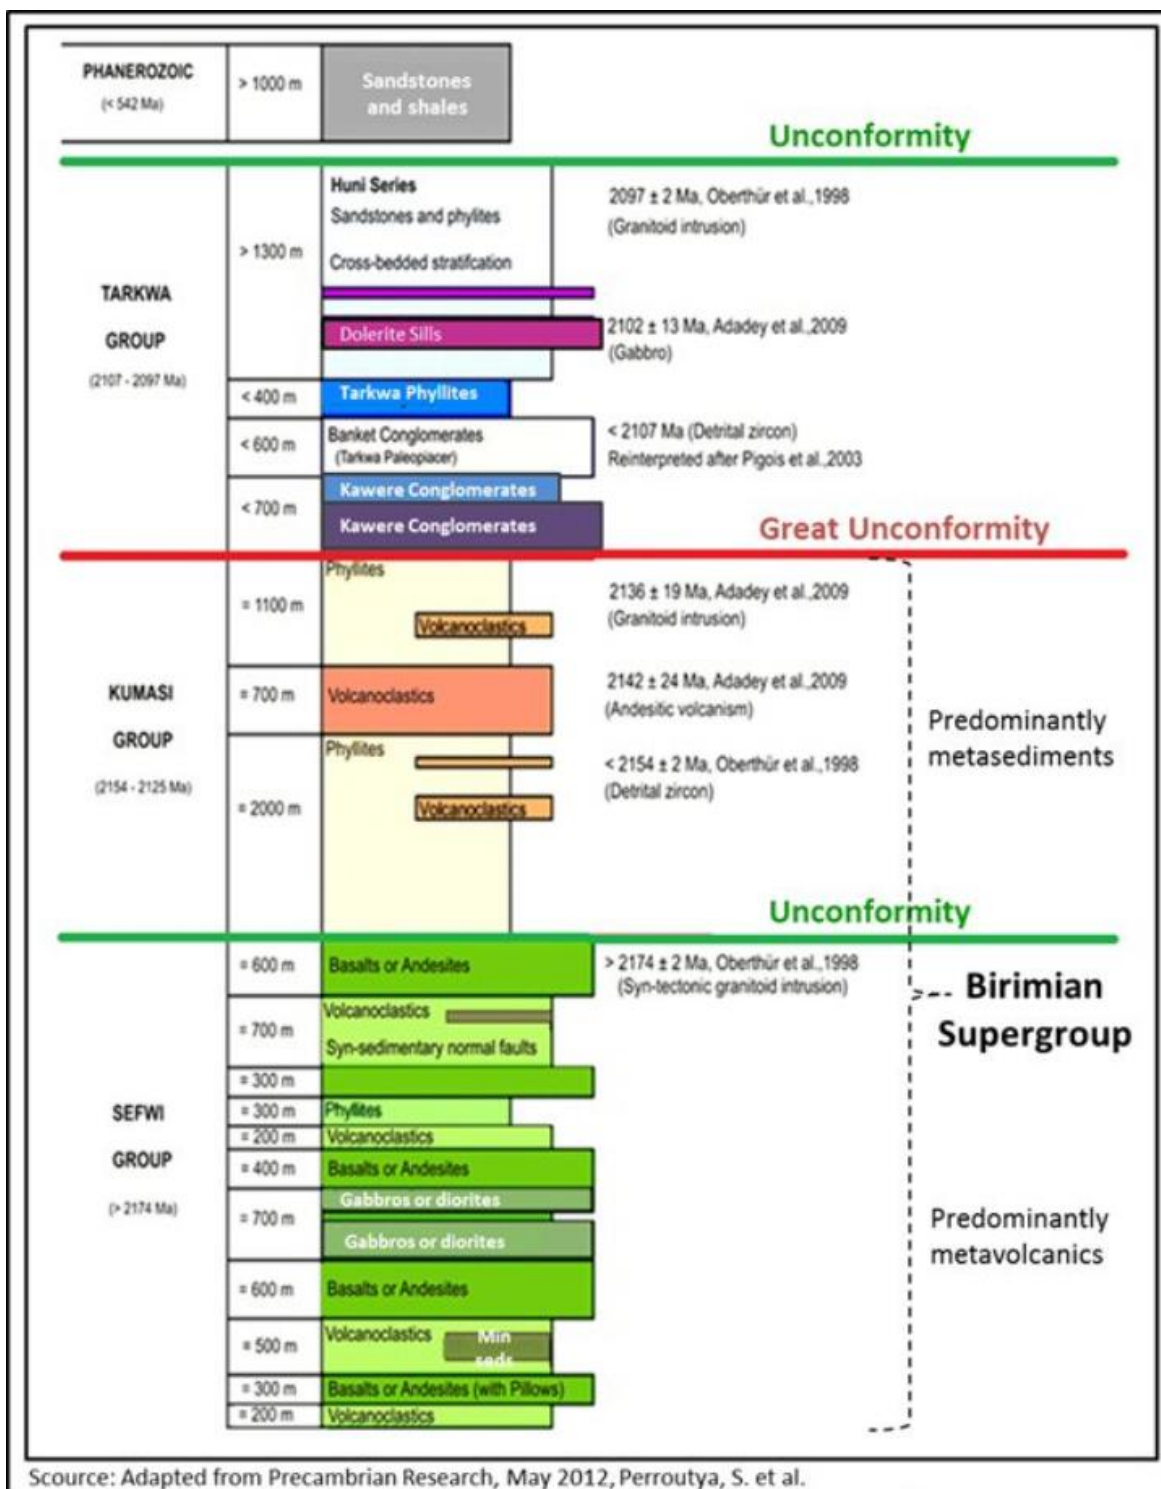 PHANEROZOIC
(< 542 Ma)
> 1000 m
Sandstones
and shales
Unconformity
TARKWA
GROUP
(2107 - 2097 Ma)
> 1300 m
Huni Series
Sandstones and phylites
Cross-bedded stratifcation
2097 ± 2 Ma, Oberthür et al.,1998
(Granitoid intrusion)
Dolerite Sills
2102 ± 13 Ma, Adadey et al.,2009
(Gabbro)
< 400 m
Tarkwa Phyllites
< 600 m
Banket Conglomerates
(Tarkwa Paleopiacer)
< 2107 Ma (Detrital zircon)
Reinterpreted after Pigois et al.,2003
< 700 m
Kawere Conglomerates
Kawere Conglomerates
Great Unconformity
KUMASI
GROUP
(2154 - 2125 Ma)
= 1100 m
Phyllites
Volcanoclastics
2136 ± 19 Ma, Adadey et al.,2009
(Granitoid intrusion)
= 700 m
Volcanoclastics
2142 ± 24 Ma, Adadey et al.,2009
(Andesitic volcanism)
= 2000 m
Phyllites
Volcanoclastics
< 2154 ± 2 Ma, Oberthür et al.,1998
(Detrital zircon)
Predominantly
metasediments
Unconformity
SEFWI
GROUP
(> 2174 Ma)
= 600 m
Basalts or Andesites
> 2174 ± 2 Ma, Oberthür et al.,1998
(Syn-tectonic granitoid intrusion)
Birimian
Supergroup
= 700 m
Volcanoclastics
Syn-sedimentary normal faults
= 300 m
= 300 m
Phyllites
= 200 m
Volcanoclastics
= 400 m
Basalts or Andesites
= 700 m
Gabbros or diorites
Gabbros or diorites
Predominantly
metavolcanics
= 600 m
Basalts or Andesites
= 500 m
Volcanoclastics
Min
seds
= 300 m
Basalts or Andesites (with Pillows)
= 200 m
Volcanoclastics
Scource: Adapted from Precambrian Research, May 2012, Perroutya, S. et al.